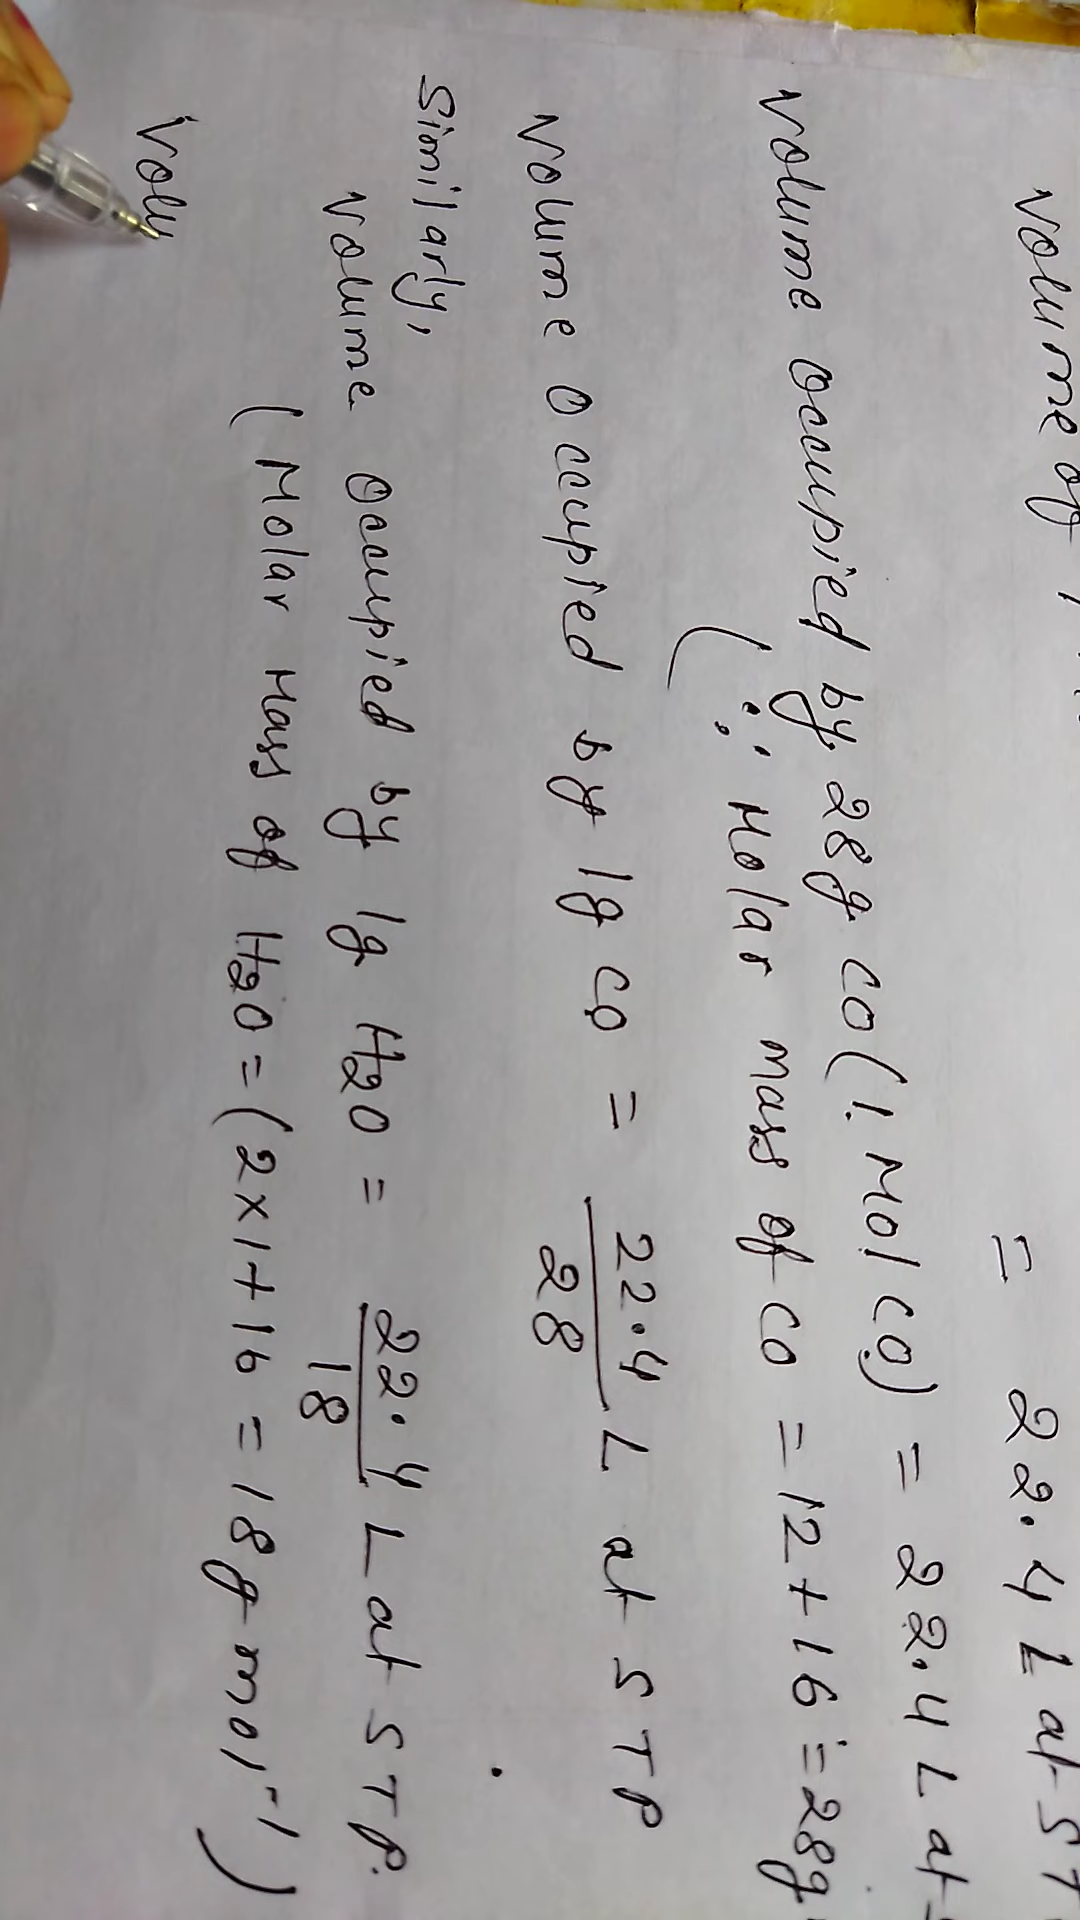 Volume of 1
= 22.4 L at ST
Volume occupied by 28g CO (1 Mol CO) = 22.4 L at
(∵ Molar mass of CO = 12 + 16 = 28g
Volume occupied by 1g CO = 22.4/28 L at STP
Similarly,
Volume occupied by 1g H2O = 22.4/18 L at STP.
(Molar Mass of H2O = (2×1+16 = 18g mol⁻¹)
Volu